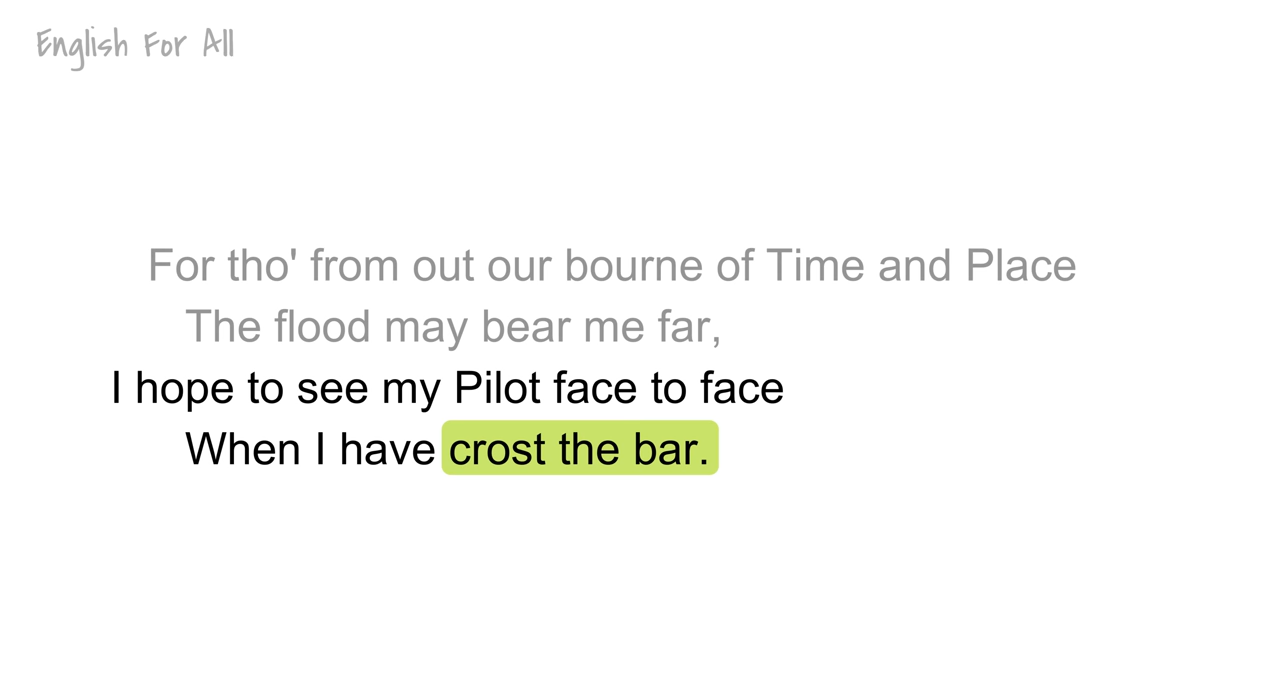 English For All
For tho' from out our bourne of Time and Place
The flood may bear me far,
I hope to see my Pilot face to face
When I have crost the bar.